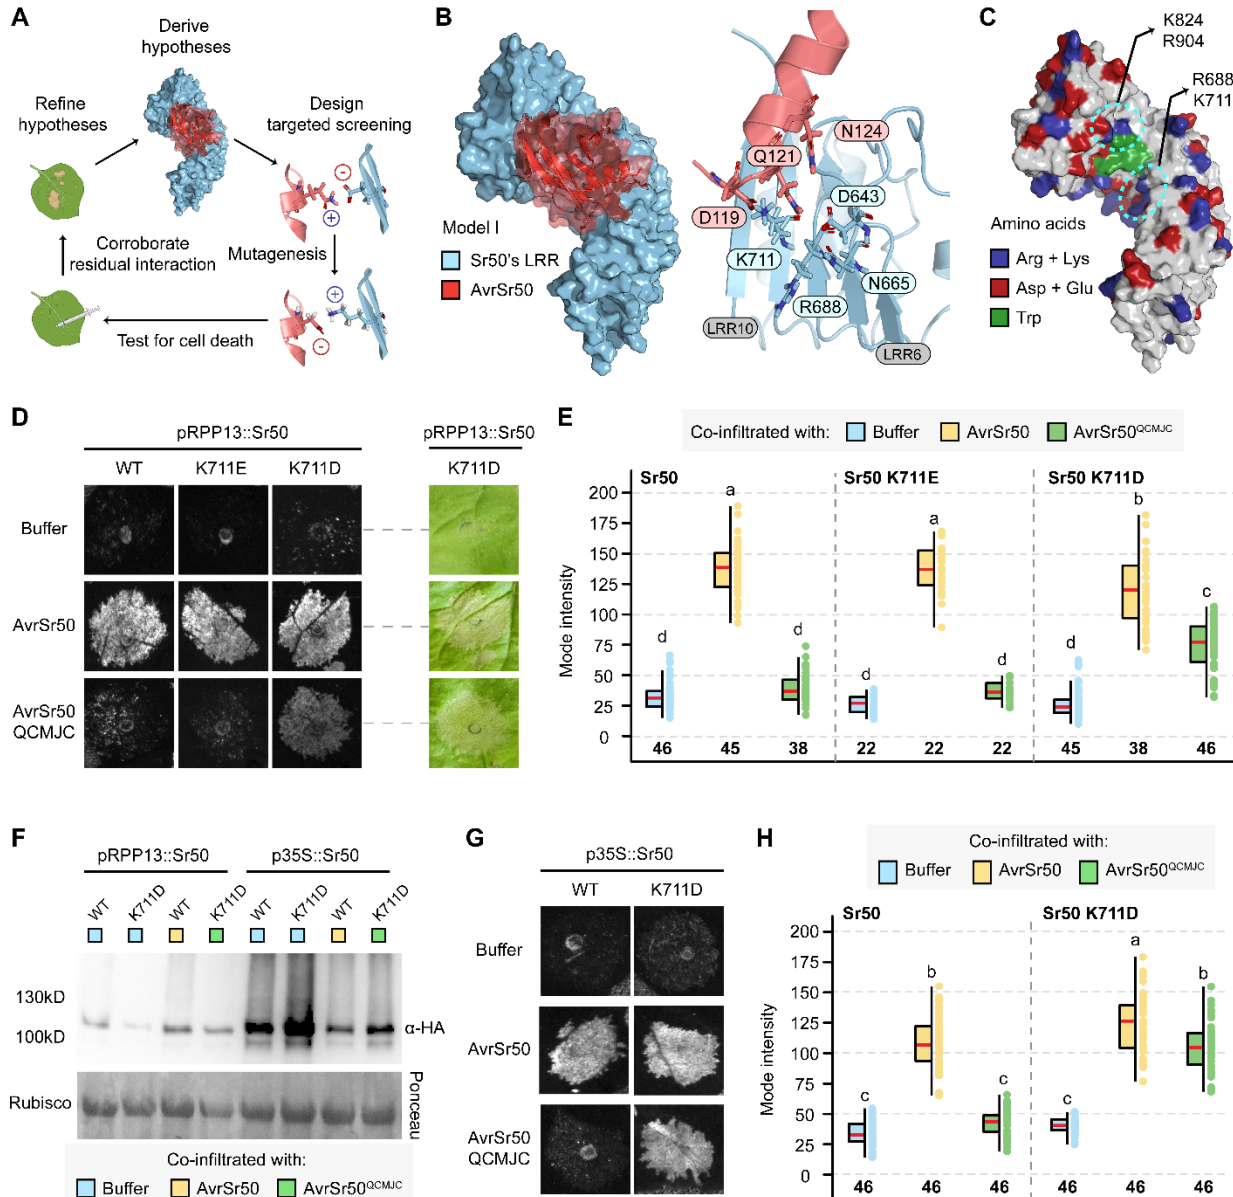 A
Derive
hypotheses
Refine
hypotheses
Design
targeted screening
Mutagenesis
Corroborate
residual interaction
Test for cell death
B
Model I
Sr50's LRR
AvrSr50
N124
Q121
D643
D119
K711
N665
R688
LRR10
LRR6
C
K824
R904
R688
K711
Amino acids
Arg + Lys
Asp + Glu
Trp
D
pRPP13::Sr50
pRPP13::Sr50
WT K711E K711D
K711D
Buffer
AvrSr50
AvrSr50
QCMJC
E
Co-infiltrated with: Buffer AvrSr50 AvrSr50QCMJC
Sr50 Sr50 K711E Sr50 K711D
Mode intensity
200
175
150
125
100
75
50
25
0
d a d d a d d b c
46 45 38 22 22 22 45 38 46
F
pRPP13::Sr50 p35S::Sr50
WT K711D WT K711D WT K711D WT K711D
130kD
100kD
α-HA
Rubisco
Ponceau
Co-infiltrated with:
Buffer AvrSr50 AvrSr50QCMJC
G
p35S::Sr50
WT K711D
Buffer
AvrSr50
AvrSr50
QCMJC
H
Co-infiltrated with:
Buffer AvrSr50 AvrSr50QCMJC
Sr50 Sr50 K711D
Mode intensity
200
175
150
125
100
75
50
25
0
c b c c a b
46 46 46 46 46 46